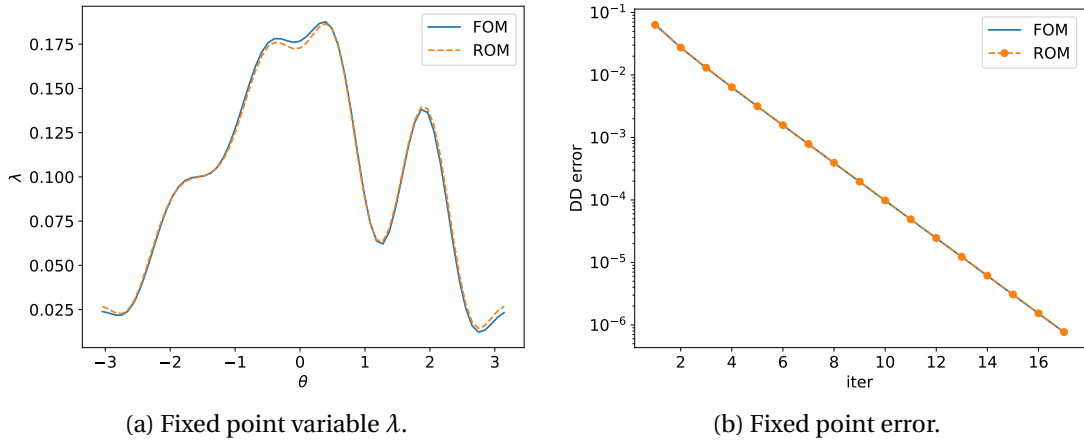 0.175
0.150
0.125
0.100
0.075
0.050
0.025
λ
−3 −2 −1 0 1 2 3
θ
FOM
ROM
(a) Fixed point variable λ.
10⁻¹
10⁻²
10⁻³
10⁻⁴
10⁻⁵
10⁻⁶
DD error
2 4 6 8 10 12 14 16
iter
FOM
ROM
(b) Fixed point error.